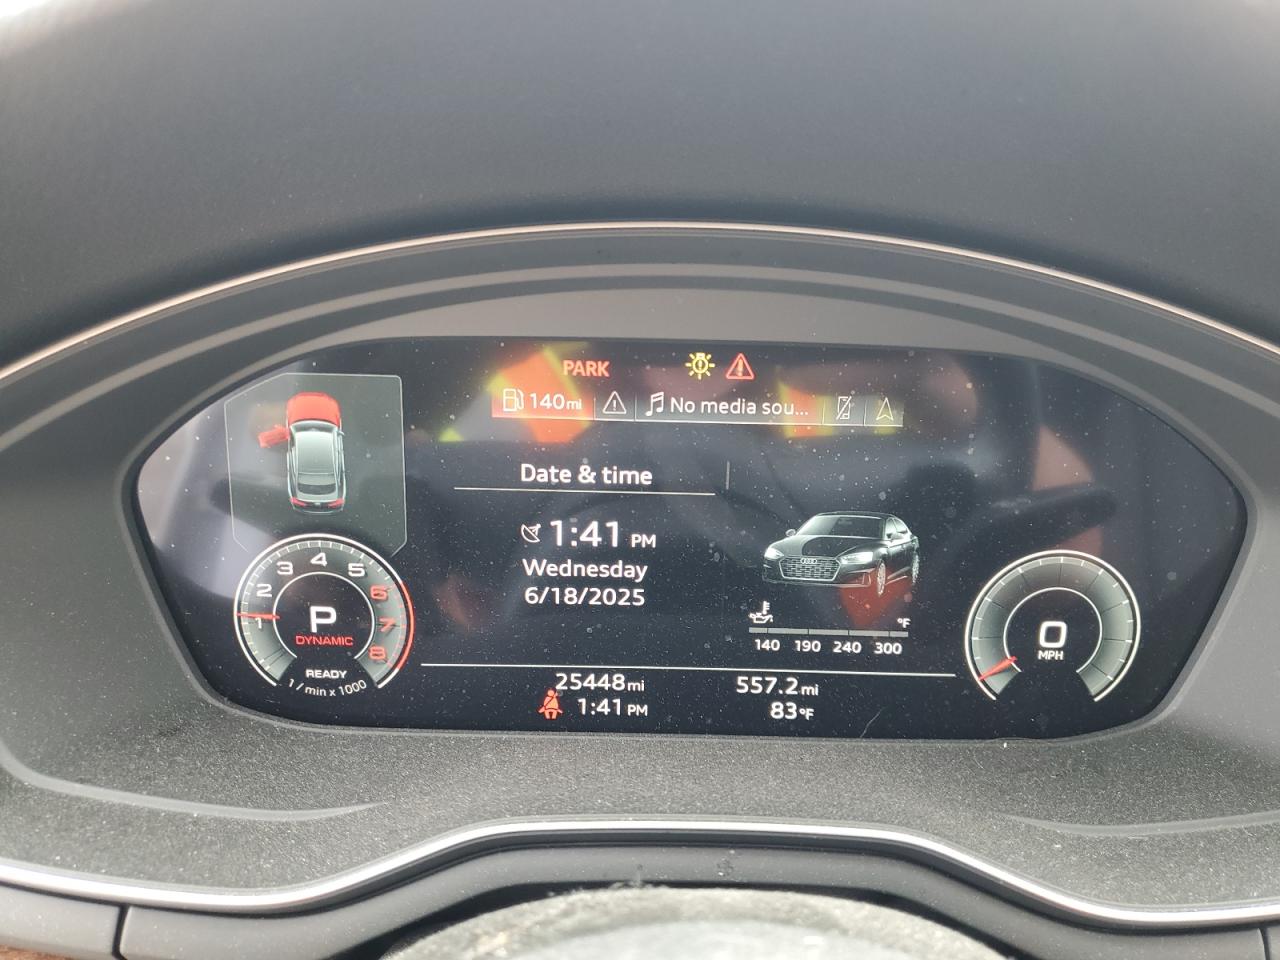 PARK
140mi
No media sou...
Date & time
1:41 PM
Wednesday
6/18/2025
°F
140 190 240 300
1 2 3 4 5 6 7 8
P
DYNAMIC
READY
1/min x 1000
0
MPH
25448mi
557.2mi
1:41 PM
83°F